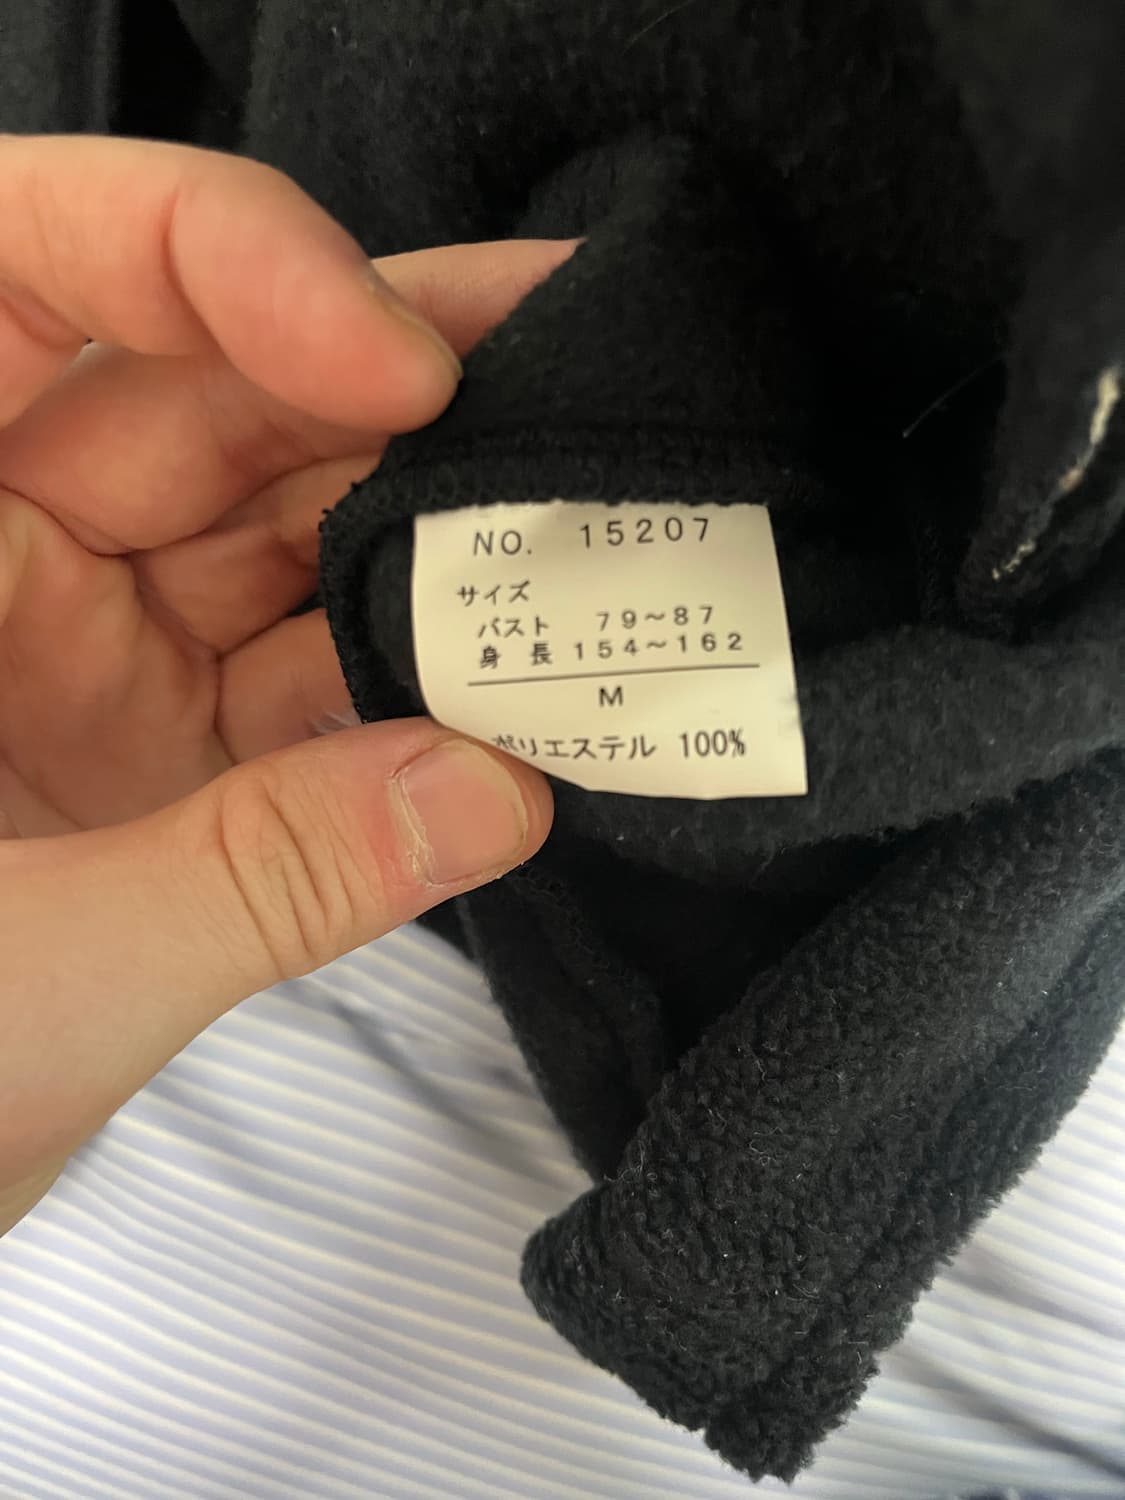 NO. 15207
サイズ
バスト 79～87
身長 154～162
M
ポリエステル 100%